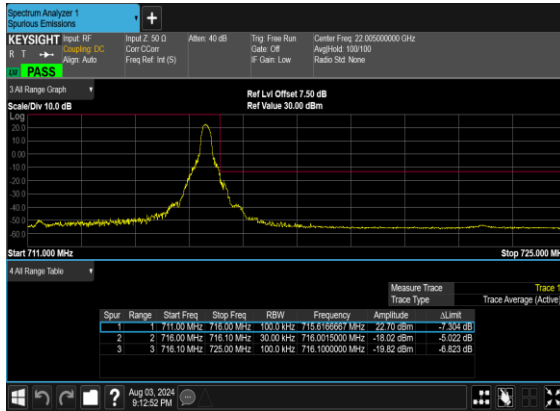 Spectrum Analyzer 1
Spurious Emissions
KEYSIGHT Input: RF Input Z: 50 Ω Atten: 40 dB Trig: Free Run Center Freq: 22.005000000 GHz
R T Coupling: DC Corr CCorr Gate: Off Avg|Hold: 100/100
Align: Auto Freq Ref: Int (S) IF Gain: Low Radio Std: None
PASS
3 All Range Graph
Ref Lvl Offset 7.50 dB
Scale/Div 10.0 dB Ref Value 30.00 dBm
Log
20.0
10.0
0.00
-10.0
-20.0
-30.0
-40.0
-50.0
-60.0
Start 711.000 MHz Stop 725.000 MH
4 All Range Table
Measure Trace Trace 1
Trace Type Trace Average (Active)
Spur Range Start Freq Stop Freq RBW Frequency Amplitude ΔLimit
1 1 711.00 MHz 716.00 MHz 100.0 kHz 715.6166667 MHz 22.70 dBm -7.304 dB
2 2 716.00 MHz 716.10 MHz 30.00 kHz 716.0015000 MHz -18.02 dBm -5.022 dB
3 3 716.10 MHz 725.00 MHz 100.0 kHz 716.1000000 MHz -19.82 dBm -6.823 dB
Aug 03, 2024
9:12:52 PM